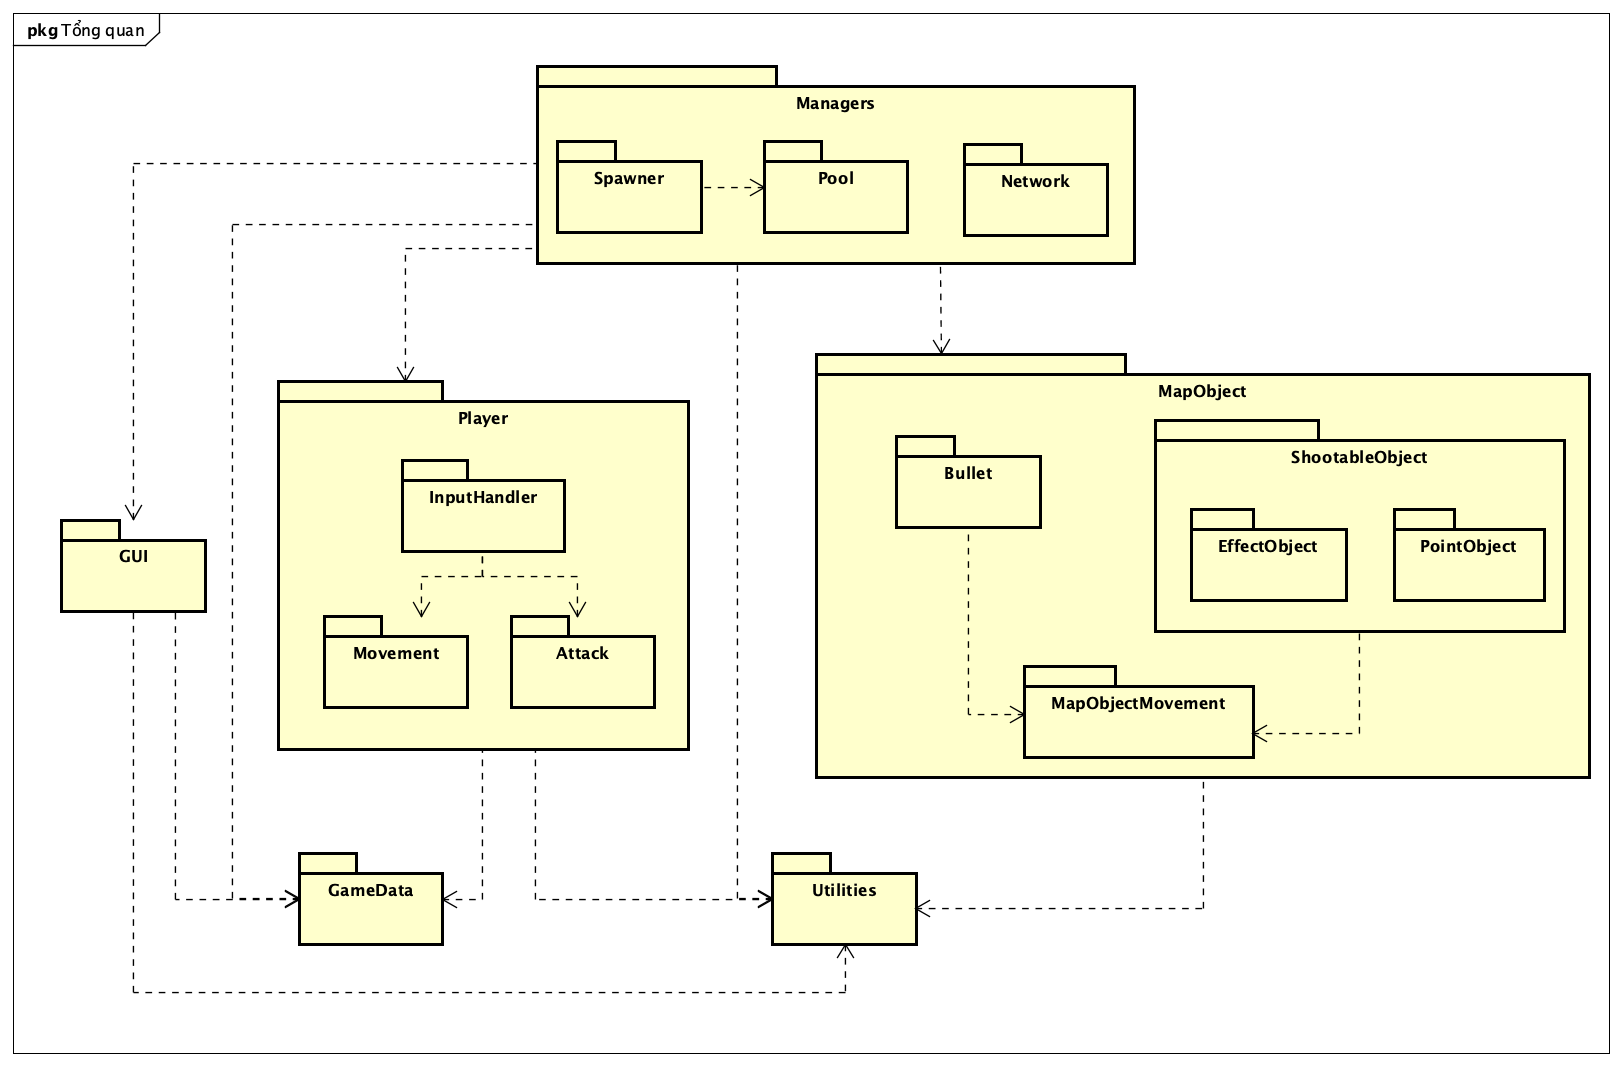 pkg Tổng quan
Managers
Spawner
Pool
Network
Player
MapObject
InputHandler
Bullet
ShootableObject
EffectObject
PointObject
GUI
Movement
Attack
MapObjectMovement
GameData
Utilities